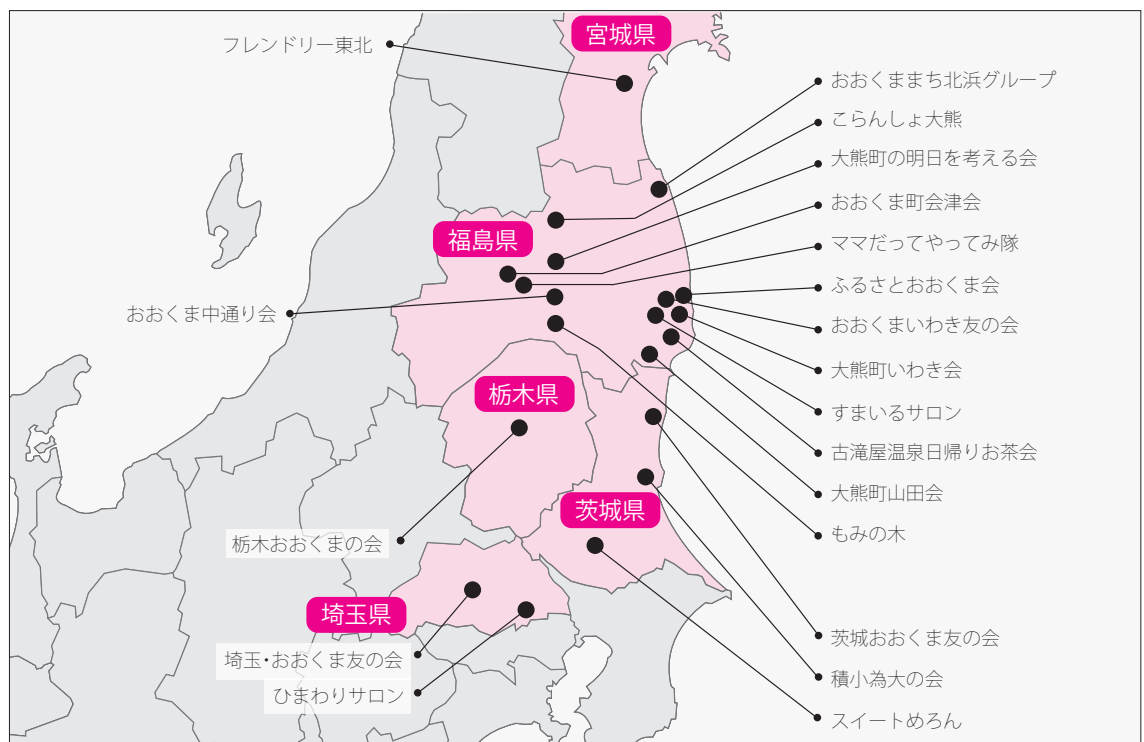 宮城県
フレンドリー東北
おおくままち北浜グループ
こらんしょ大熊
大熊町の明日を考える会
おおくま町会津会
福島県
ママだってやってみ隊
ふるさとおおくま会
おおくま中通り会
おおくまいわき友の会
大熊町いわき会
栃木県
すまいるサロン
古滝屋温泉日帰りお茶会
大熊町山田会
茨城県
もみの木
栃木おおくまの会
埼玉県
茨城おおくま友の会
埼玉・おおくま友の会
積小為大の会
ひまわりサロン
スイートめろん